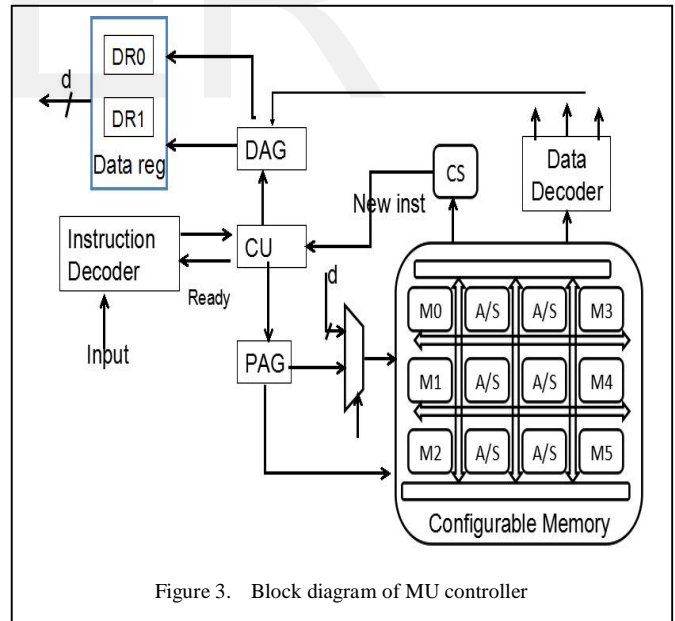 DR0
d
DR1
Data reg
DAG
CS
Data
Decoder
New inst
Instruction
Decoder
CU
Ready
d
Input
PAG
M0 A/S A/S M3
M1 A/S A/S M4
M2 A/S A/S M5
Configurable Memory
Figure 3. Block diagram of MU controller